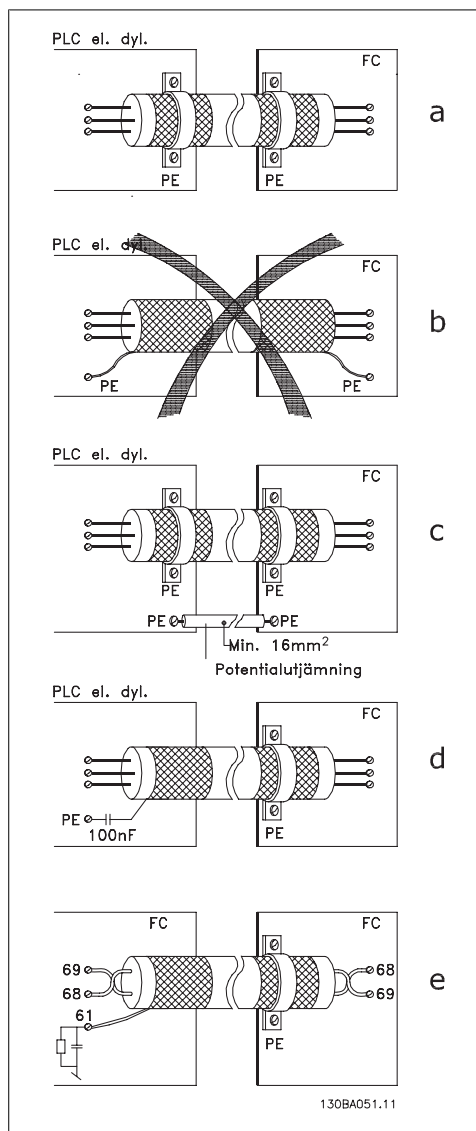 PLC el. dyl.
FC
a
PE
PE
PLC el. dyl.
FC
b
PE
PE
PLC el. dyl.
FC
c
PE
PE
PE
PE
Min. 16mm²
Potentialutjämning
PLC el. dyl.
FC
d
PE
100nF
PE
FC
FC
e
69
68
68
69
61
PE
130BA051.11